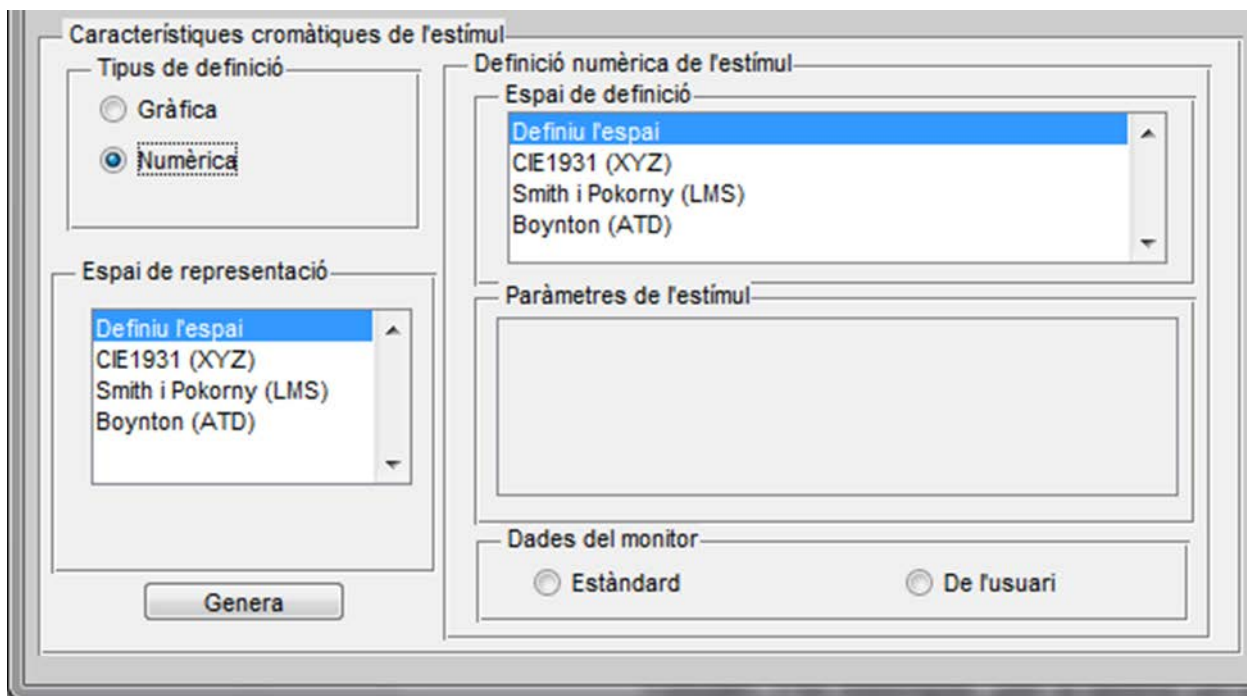 Característiques cromàtiques de l'estímul
Tipus de definició
Gràfica
Numèrica
Espai de representació
Definiu l'espai
CIE1931 (XYZ)
Smith i Pokorny (LMS)
Boynton (ATD)
Genera
Definició numèrica de l'estímul
Espai de definició
Definiu l'espai
CIE1931 (XYZ)
Smith i Pokorny (LMS)
Boynton (ATD)
Paràmetres de l'estímul
Dades del monitor
Estàndard
De l'usuari